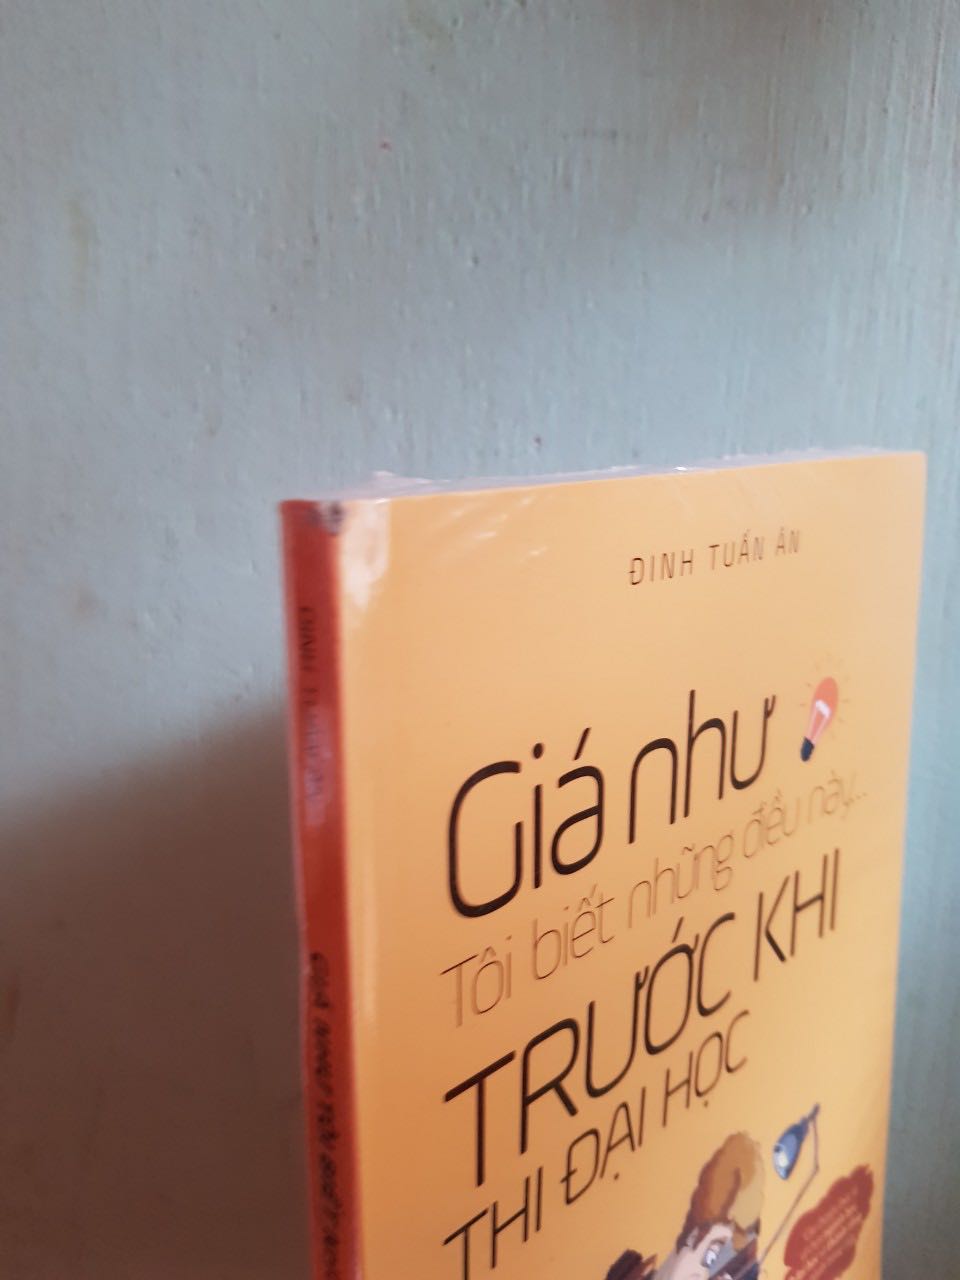 ĐINH TUẤN ÂN
Giá như
Tôi biết những điều này...
TRƯỚC KHI
THI ĐẠI HỌC